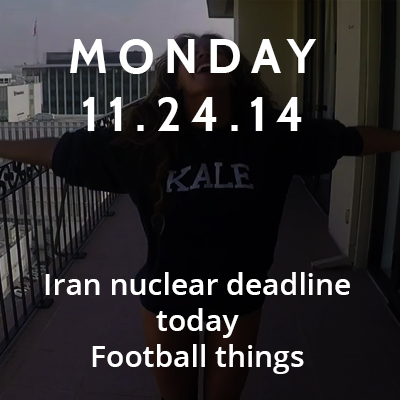 MONDAY
11.24.14
KALE
Iran nuclear deadline
today
Football things